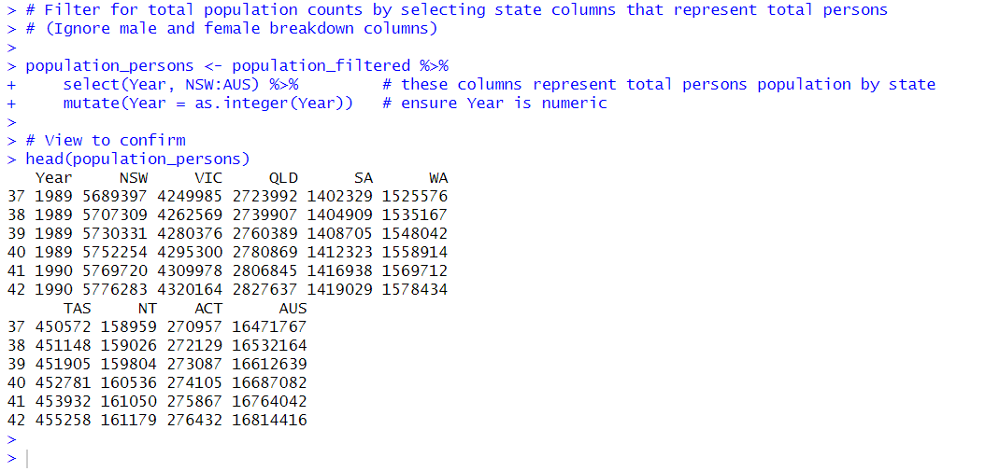 > # Filter for total population counts by selecting state columns that represent total persons
> # (Ignore male and female breakdown columns)
>
> population_persons <- population_filtered %>%
+     select(Year, NSW:AUS) %>%         # these columns represent total persons population by state
+     mutate(Year = as.integer(Year))   # ensure Year is numeric
>
> # View to confirm
> head(population_persons)
   Year     NSW     VIC     QLD      SA      WA
37 1989 5689397 4249985 2723992 1402329 1525576
38 1989 5707309 4262569 2739907 1404909 1535167
39 1989 5730331 4280376 2760389 1408705 1548042
40 1989 5752254 4295300 2780869 1412323 1558914
41 1990 5769720 4309978 2806845 1416938 1569712
42 1990 5776283 4320164 2827637 1419029 1578434
      TAS     NT    ACT      AUS
37 450572 158959 270957 16471767
38 451148 159026 272129 16532164
39 451905 159804 273087 16612639
40 452781 160536 274105 16687082
41 453932 161050 275867 16764042
42 455258 161179 276432 16814416
>
>